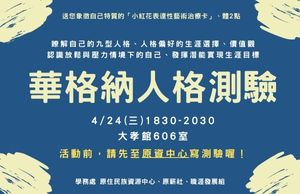 送您象徵自己特質的「小紅花表達性藝術治療卡」、體2點
瞭解自己的九型人格、人格偏好的生涯選擇、價值觀
認識放鬆與壓力情境下的自己、發揮潛能實現生涯目標
華格納人格測驗
4/24(三)1830-2030
大孝館606室
活動前，請先至原資中心寫測驗喔！
學務處 原住民族資源中心、原薪社、職涯發展組